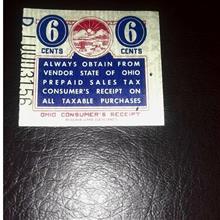 6 6
CENTS CENTS
ALWAYS OBTAIN FROM
VENDOR STATE OF OHIO
PREPAID SALES TAX
CONSUMER'S RECEIPT ON
ALL TAXABLE PURCHASES
OHIO CONSUMER'S RECEIPT